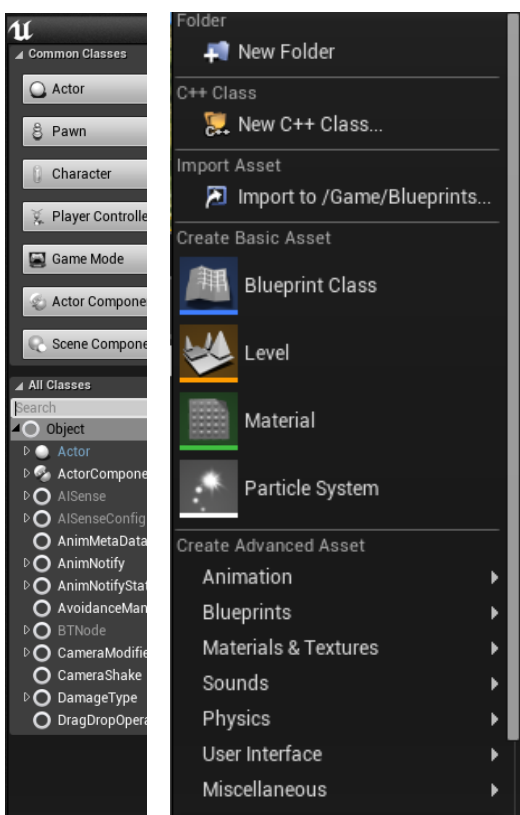 Common Classes
Actor
Pawn
Character
Player Controlle
Game Mode
Actor Compone
Scene Compone
All Classes
Search
Object
Actor
ActorCompone
AISense
AISenseConfig
AnimMetaData
AnimNotify
AnimNotifyStat
AvoidanceMan
BTNode
CameraModifie
CameraShake
DamageType
DragDropOpera
Folder
New Folder
C++ Class
New C++ Class...
Import Asset
Import to /Game/Blueprints...
Create Basic Asset
Blueprint Class
Level
Material
Particle System
Create Advanced Asset
Animation
Blueprints
Materials & Textures
Sounds
Physics
User Interface
Miscellaneous